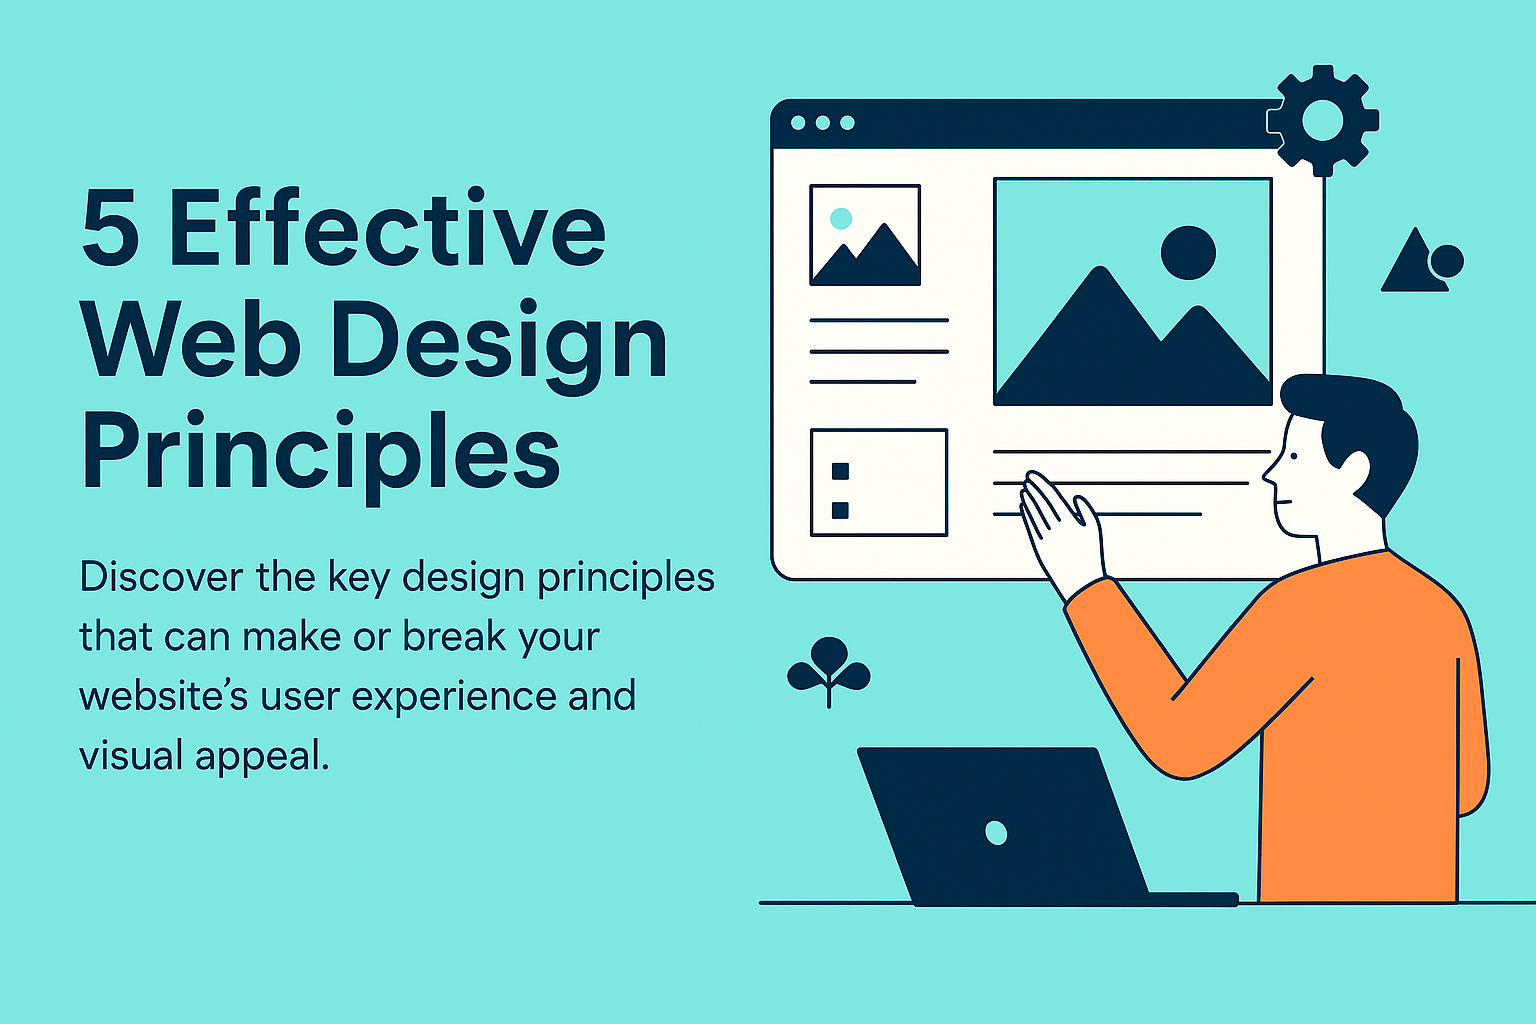 5 Effective
Web Design
Principles
Discover the key design principles
that can make or break your
website’s user experience and
visual appeal.